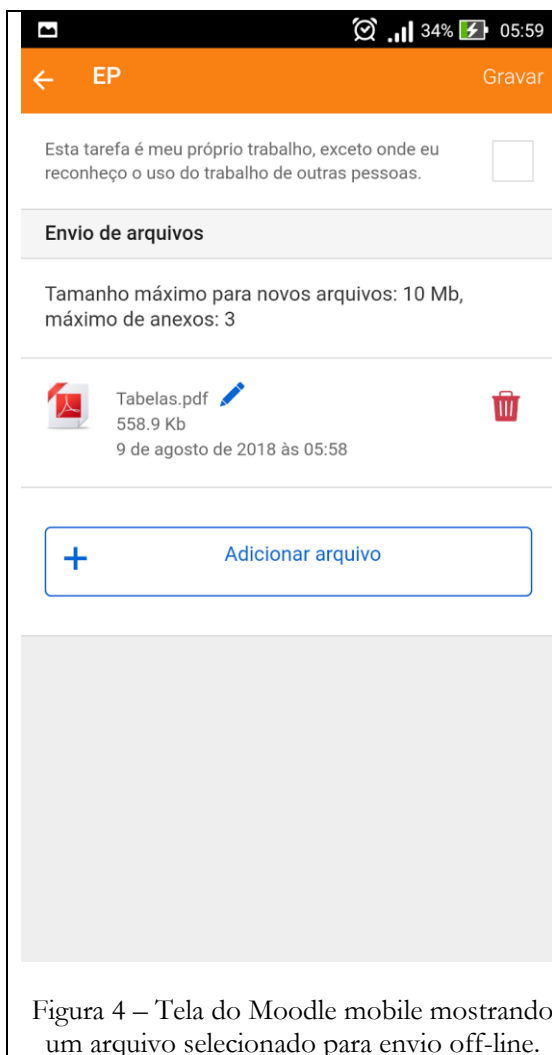 34% 05:59
EP Gravar
Esta tarefa é meu próprio trabalho, exceto onde eu
reconheço o uso do trabalho de outras pessoas.
Envio de arquivos
Tamanho máximo para novos arquivos: 10 Mb,
máximo de anexos: 3
Tabelas.pdf
558.9 Kb
9 de agosto de 2018 às 05:58
+ Adicionar arquivo
Figura 4 – Tela do Moodle mobile mostrando
um arquivo selecionado para envio off-line.